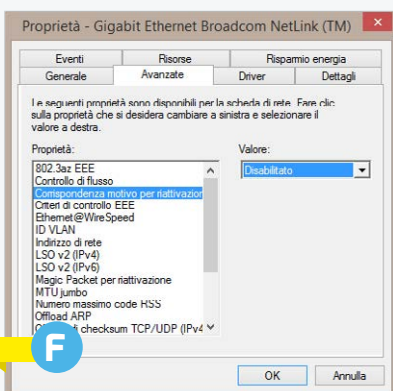 Proprietà - Gigabit Ethernet Broadcom NetLink (TM)
Eventi
Risorse
Risparmio energia
Generale
Avanzate
Driver
Dettagli
Le seguenti proprietà sono disponibili per la scheda di rete. Fare clic
sulla proprietà che si desidera cambiare a sinistra e selezionare il
valore a destra.
Proprietà:
Valore:
802.3az EEE
Controllo di flusso
Corrispondenza motivo per riattivazion
Criteri di controllo EEE
Ethernet@WireSpeed
ID VLAN
Indirizzo di rete
LSO v2 (IPv4)
LSO v2 (IPv6)
Magic Packet per riattivazione
MTU jumbo
Numero massimo code RSS
Offload ARP
di checksum TCP/UDP (IPv4
Disabilitato
F
OK
Annulla